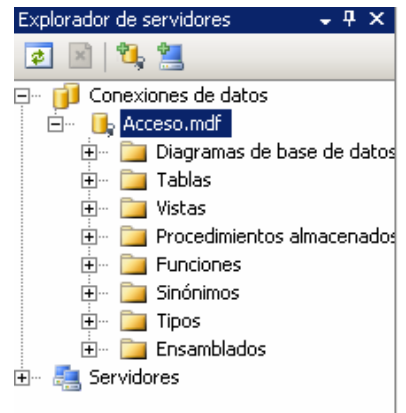 Explorador de servidores
Conexiones de datos
Acceso.mdf
Diagramas de base de datos
Tablas
Vistas
Procedimientos almacenados
Funciones
Sinónimos
Tipos
Ensamblados
Servidores